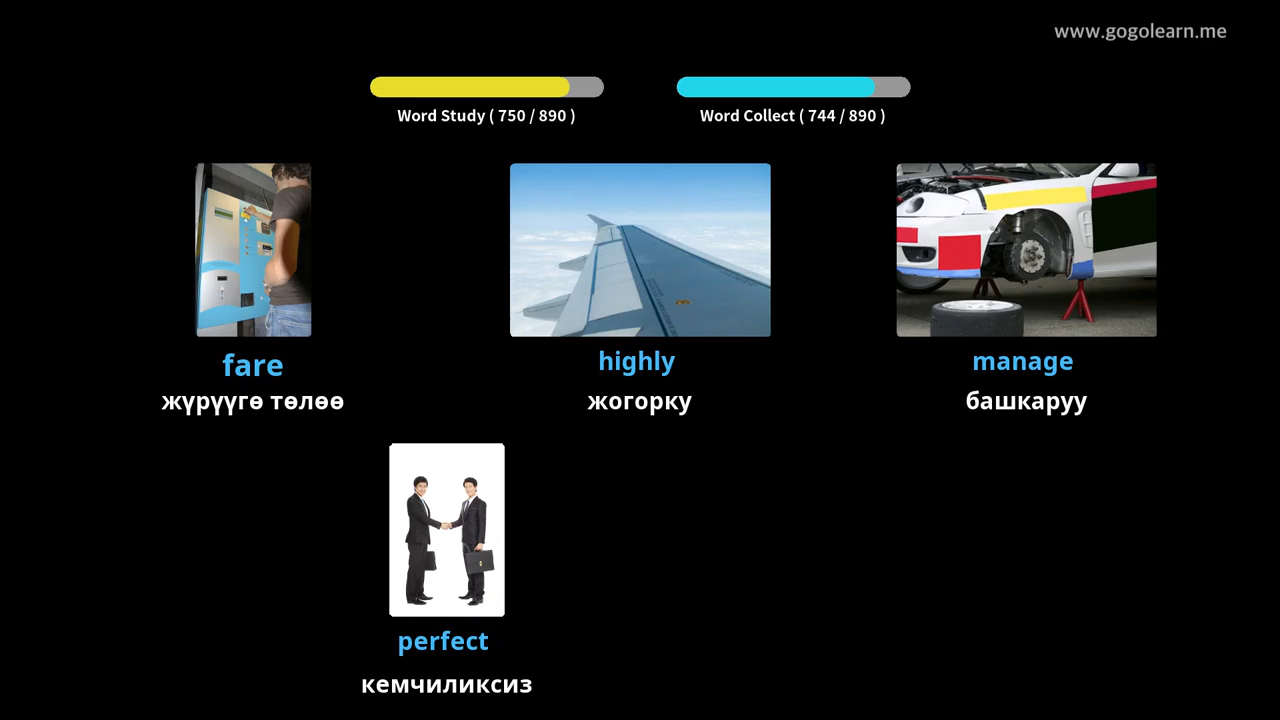 www.gogolearn.me
Word Study ( 750 / 890 )
Word Collect ( 744 / 890 )
fare
жүрүүгө төлөө
highly
жогорку
manage
башкаруу
perfect
кемчиликсиз